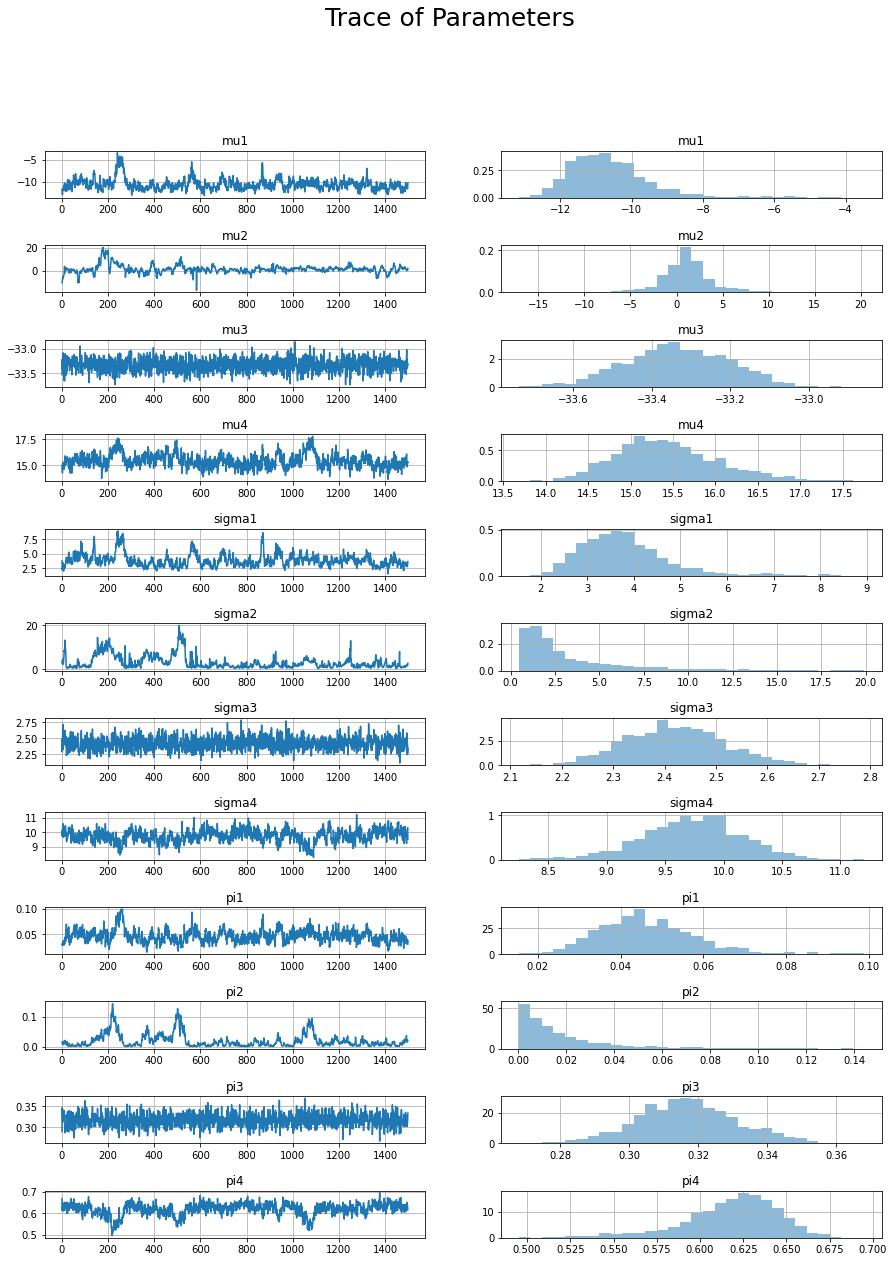 Trace of Parameters
mu1 mu1
−5 0.25
−10 0.00
0 200 400 600 800 1000 1200 1400 −12 −10 −8 −6 −4
mu2 mu2
20 0.2
0 0.0
0 200 400 600 800 1000 1200 1400 −15 −10 −5 0 5 10 15 20
mu3 mu3
−33.0 2
−33.5 0
0 200 400 600 800 1000 1200 1400 −33.6 −33.4 −33.2 −33.0
mu4 mu4
17.5 0.5
15.0 0.0
0 200 400 600 800 1000 1200 1400 13.5 14.0 14.5 15.0 15.5 16.0 16.5 17.0 17.5
sigma1 sigma1
7.5 0.5
5.0
2.5 0.0
0 200 400 600 800 1000 1200 1400 2 3 4 5 6 7 8 9
sigma2 sigma2
20 0.2
0 0.0
0 200 400 600 800 1000 1200 1400 0.0 2.5 5.0 7.5 10.0 12.5 15.0 17.5 20.0
sigma3 sigma3
2.75
2.50 2.5
2.25 0.0
0 200 400 600 800 1000 1200 1400 2.1 2.2 2.3 2.4 2.5 2.6 2.7 2.8
sigma4 sigma4
11 1
10
9 0
0 200 400 600 800 1000 1200 1400 8.5 9.0 9.5 10.0 10.5 11.0
pi1 pi1
0.10 25
0.05 0
0 200 400 600 800 1000 1200 1400 0.02 0.04 0.06 0.08 0.10
pi2 pi2
0.1 50
0.0 0
0 200 400 600 800 1000 1200 1400 0.00 0.02 0.04 0.06 0.08 0.10 0.12 0.14
pi3 pi3
0.35 20
0.30 0
0 200 400 600 800 1000 1200 1400 0.28 0.30 0.32 0.34 0.36
pi4 pi4
0.7
0.6 10
0.5 0
0 200 400 600 800 1000 1200 1400 0.500 0.525 0.550 0.575 0.600 0.625 0.650 0.675 0.700